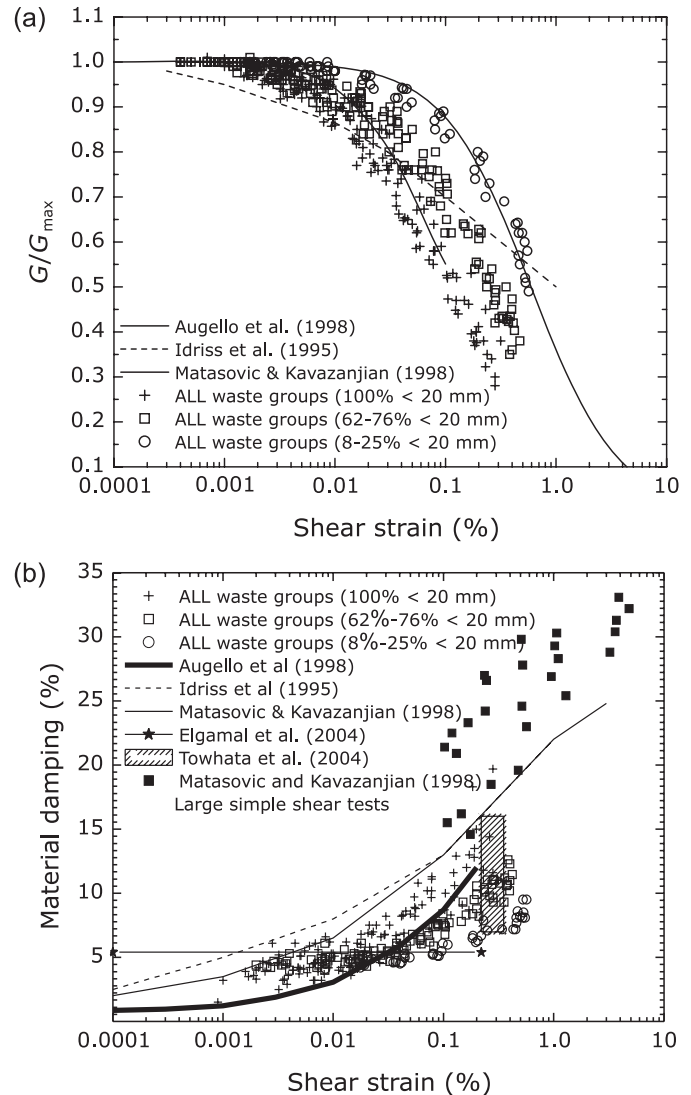 (a)
1.1
1.0
0.9
0.8
0.7
0.6
0.5
0.4
0.3
0.2
0.1
G/Gmax
Augello et al. (1998)
Idriss et al. (1995)
Matasovic & Kavazanjian (1998)
ALL waste groups (100% < 20 mm)
ALL waste groups (62-76% < 20 mm)
ALL waste groups (8-25% < 20 mm)
0.0001 0.001 0.01 0.1 1.0 10
Shear strain (%)
(b)
35
30
25
20
15
10
5
Material damping (%)
ALL waste groups (100% < 20 mm)
ALL waste groups (62%-76% < 20 mm)
ALL waste groups (8%-25% < 20 mm)
Augello et al (1998)
Idriss et al (1995)
Matasovic & Kavazanjian (1998)
Elgamal et al. (2004)
Towhata et al. (2004)
Matasovic and Kavazanjian (1998)
Large simple shear tests
0.0001 0.001 0.01 0.1 1.0 10
Shear strain (%)